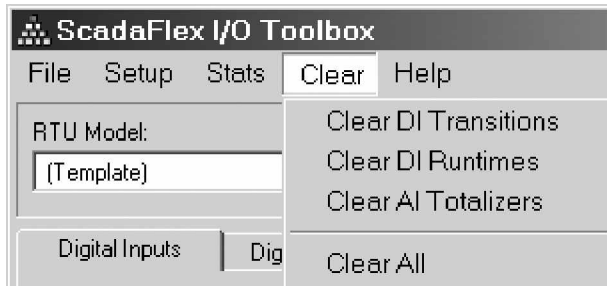 ScadaFlex I/O Toolbox
File Setup Stats Clear Help
RTU Model:
(Template)
Clear DI Transitions
Clear DI Runtimes
Clear AI Totalizers
Clear All
Digital Inputs Dig